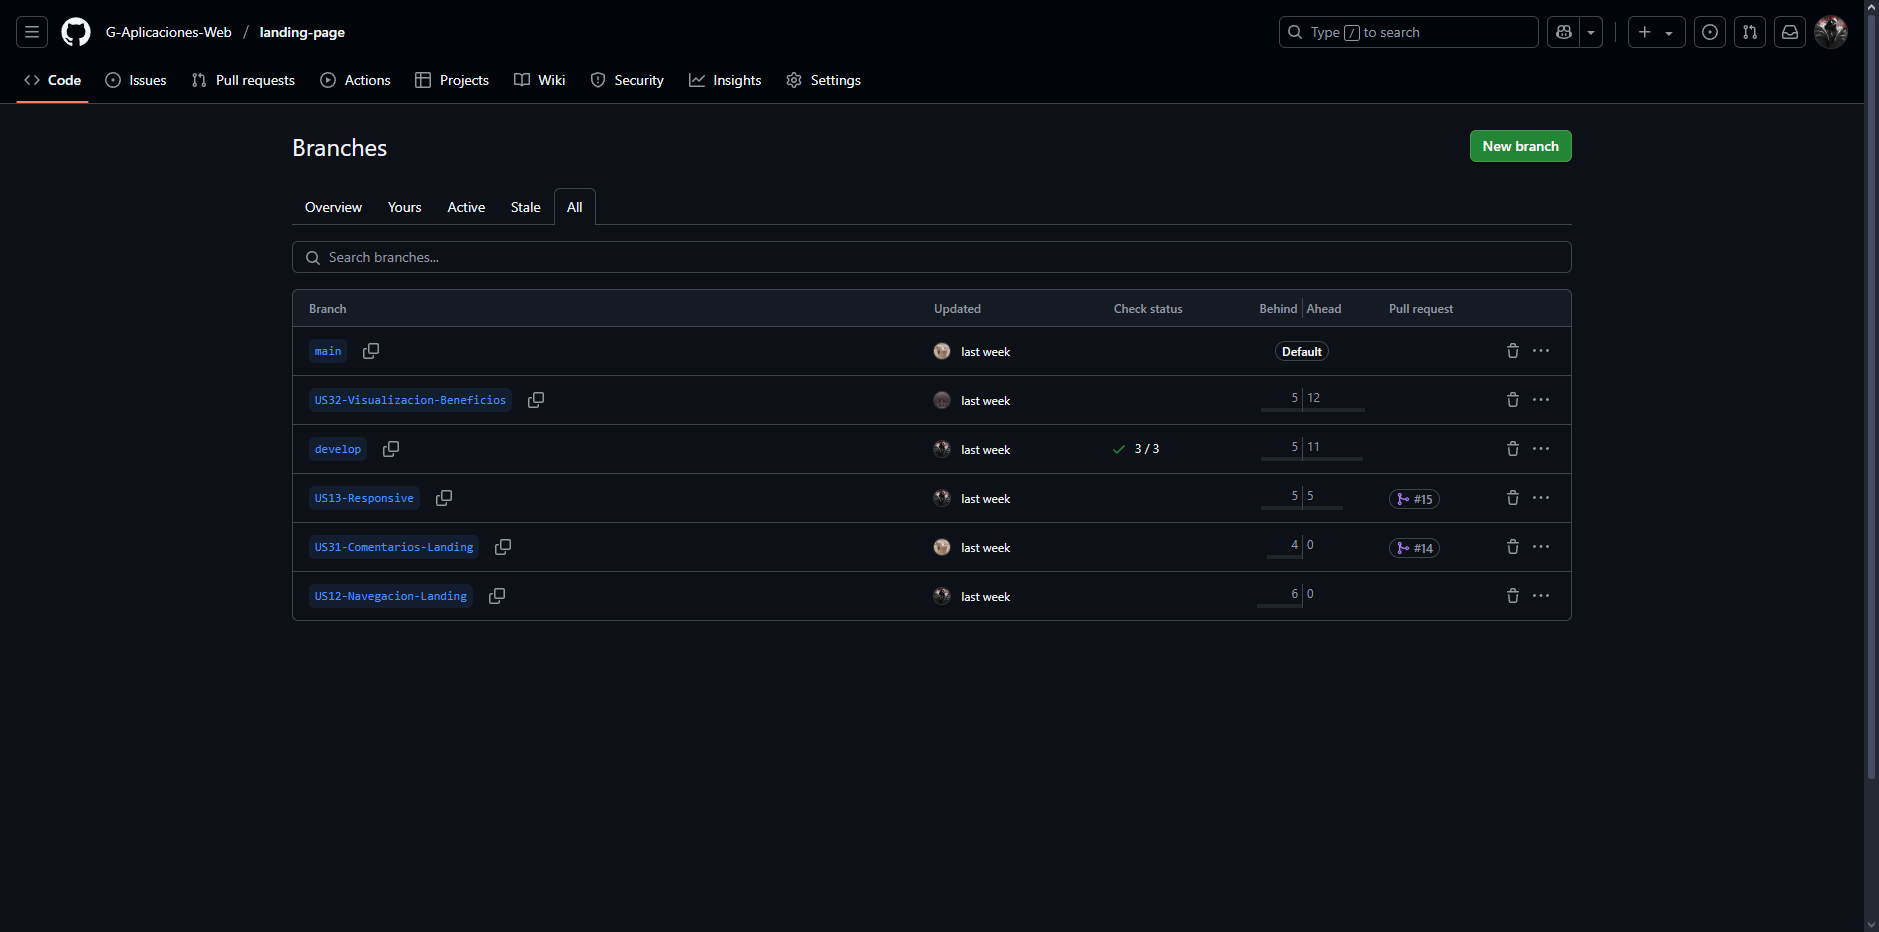 G-Aplicaciones-Web / landing-page
Type / to search
Code Issues Pull requests Actions Projects Wiki Security Insights Settings
Branches
New branch
Overview Yours Active Stale All
Search branches...
Branch Updated Check status Behind Ahead Pull request
main last week Default
US32-Visualizacion-Beneficios last week 5 12
develop last week 3 / 3 5 11
US13-Responsive last week 5 5 #15
US31-Comentarios-Landing last week 4 0 #14
US12-Navegacion-Landing last week 6 0